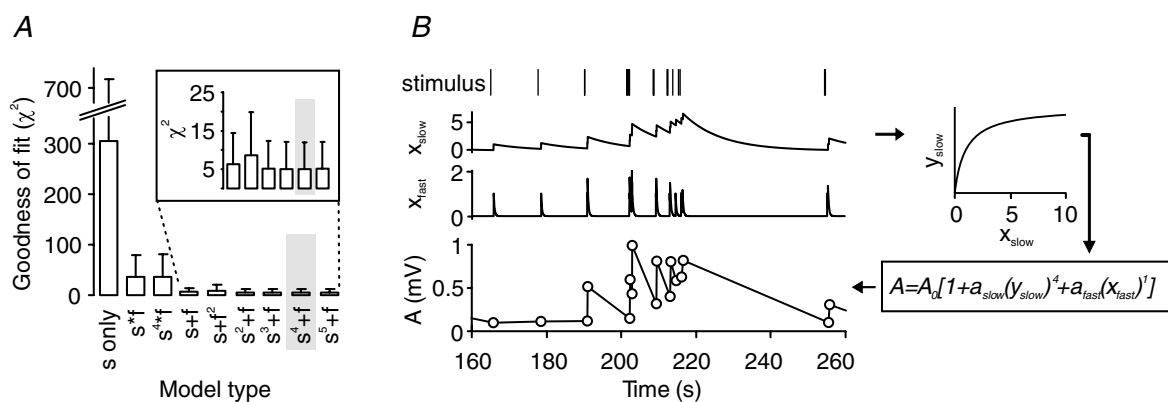 A
Goodness of fit (χ²)
700
300
200
100
0
25
15
5
χ²
s only
s*f
s⁴*f
s+f
s+f²
s²+f
s³+f
s⁴+f
s⁵+f
Model type
B
stimulus
x_slow
5
0
x_fast
2
0
A (mV)
1
0.5
0
160 180 200 220 240 260
Time (s)
y_slow
0 5 10
x_slow
A=A₀[1+a_slow(y_slow)⁴+a_fast(x_fast)¹]